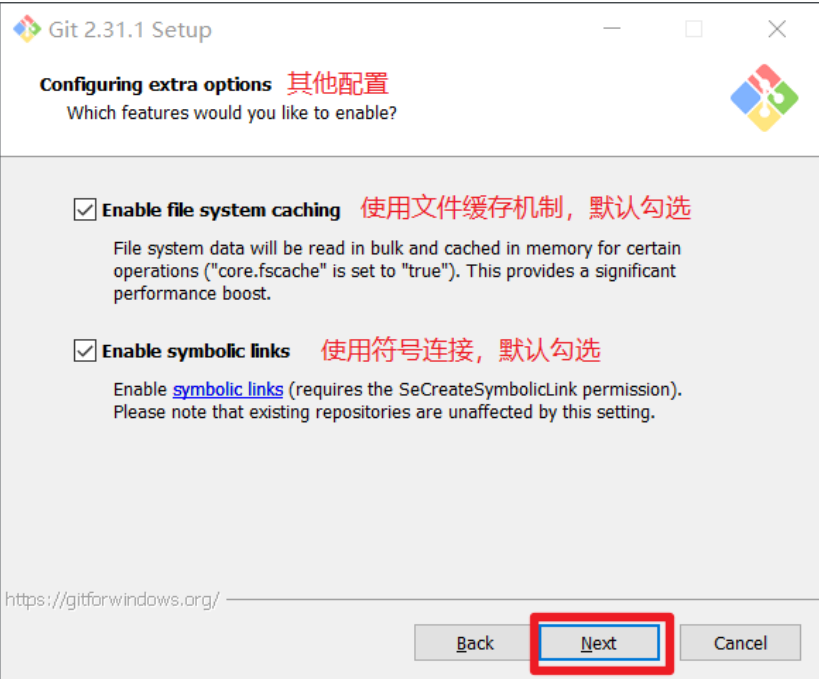 Git 2.31.1 Setup
Configuring extra options 其他配置
Which features would you like to enable?
Enable file system caching 使用文件缓存机制，默认勾选
File system data will be read in bulk and cached in memory for certain
operations ("core.fscache" is set to "true"). This provides a significant
performance boost.
Enable symbolic links 使用符号连接，默认勾选
Enable symbolic links (requires the SeCreateSymbolicLink permission).
Please note that existing repositories are unaffected by this setting.
https://gitforwindows.org/
Back Next Cancel